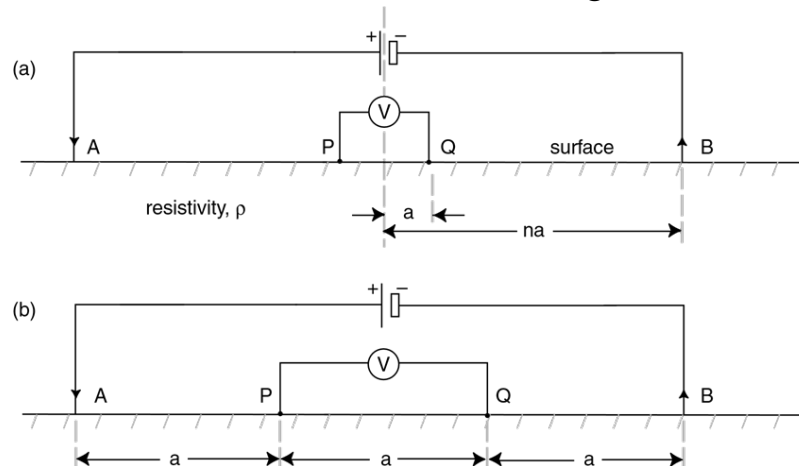 (a)
+ −
V
A
P
Q
surface
B
resistivity, ρ
a
na
(b)
+ −
V
A
P
Q
B
a
a
a